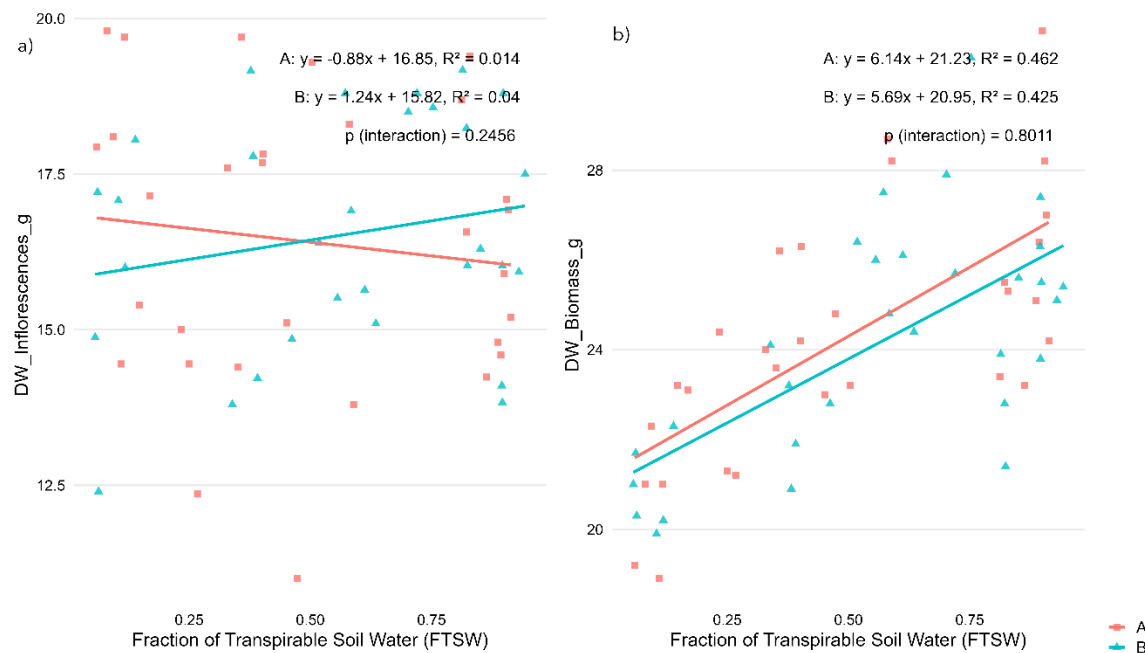 a)
20.0
17.5
15.0
12.5
DW_Inflorescences_g
A: y = -0.88x + 16.85, R² = 0.014
B: y = 1.24x + 15.82, R² = 0.04
p (interaction) = 0.2456
0.25
0.50
0.75
Fraction of Transpirable Soil Water (FTSW)
b)
28
24
20
DW_Biomass_g
A: y = 6.14x + 21.23, R² = 0.462
B: y = 5.69x + 20.95, R² = 0.425
p (interaction) = 0.8011
0.25
0.50
0.75
Fraction of Transpirable Soil Water (FTSW)
A
B